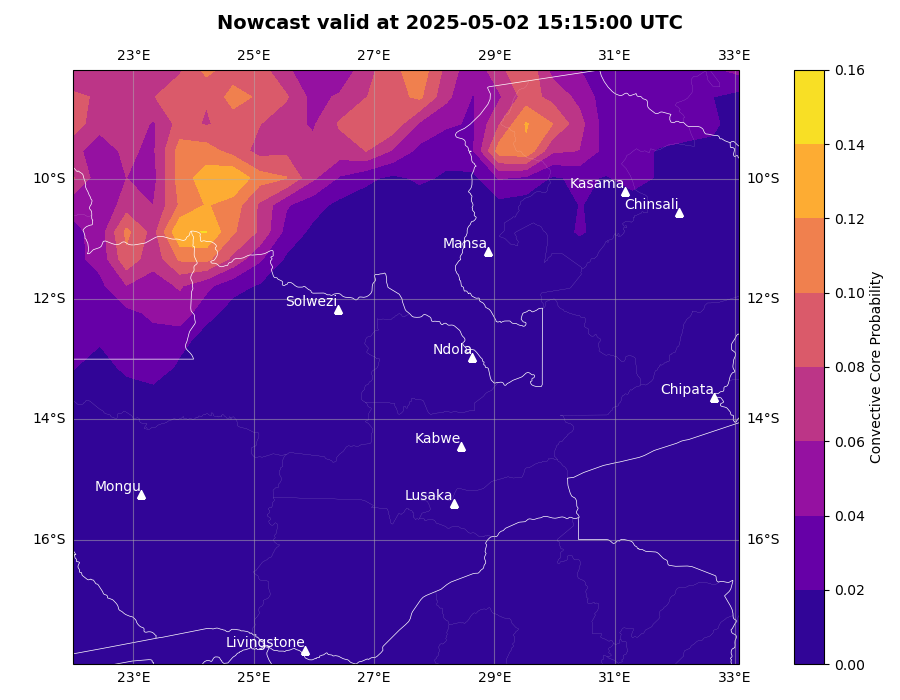 Nowcast valid at 2025-05-02 15:15:00 UTC
23°E 25°E 27°E 29°E 31°E 33°E
0.16
0.14
10°S Kasama 10°S
Chinsali
0.12
Mansa
0.10
12°S Solwezi 12°S
Ndola
0.08
Chipata
14°S 14°S
Kabwe
0.06
Mongu
Lusaka
0.04
16°S 16°S
0.02
Livingstone
0.00
23°E 25°E 27°E 29°E 31°E 33°E
Convective Core Probability